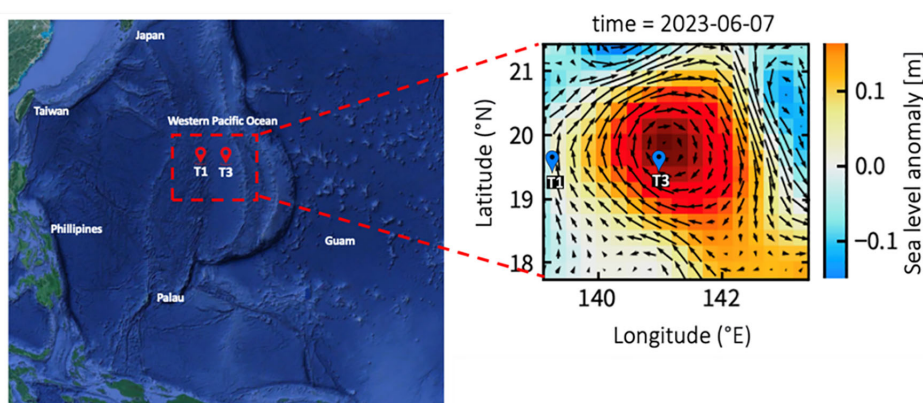 Japan
Taiwan
Western Pacific Ocean
T1 T3
Phillipines
Guam
Palau
time = 2023-06-07
21
20
19
18
Latitude (°N)
T1
T3
140 142
Longitude (°E)
0.1
0.0
−0.1
Sea level anomaly [m]